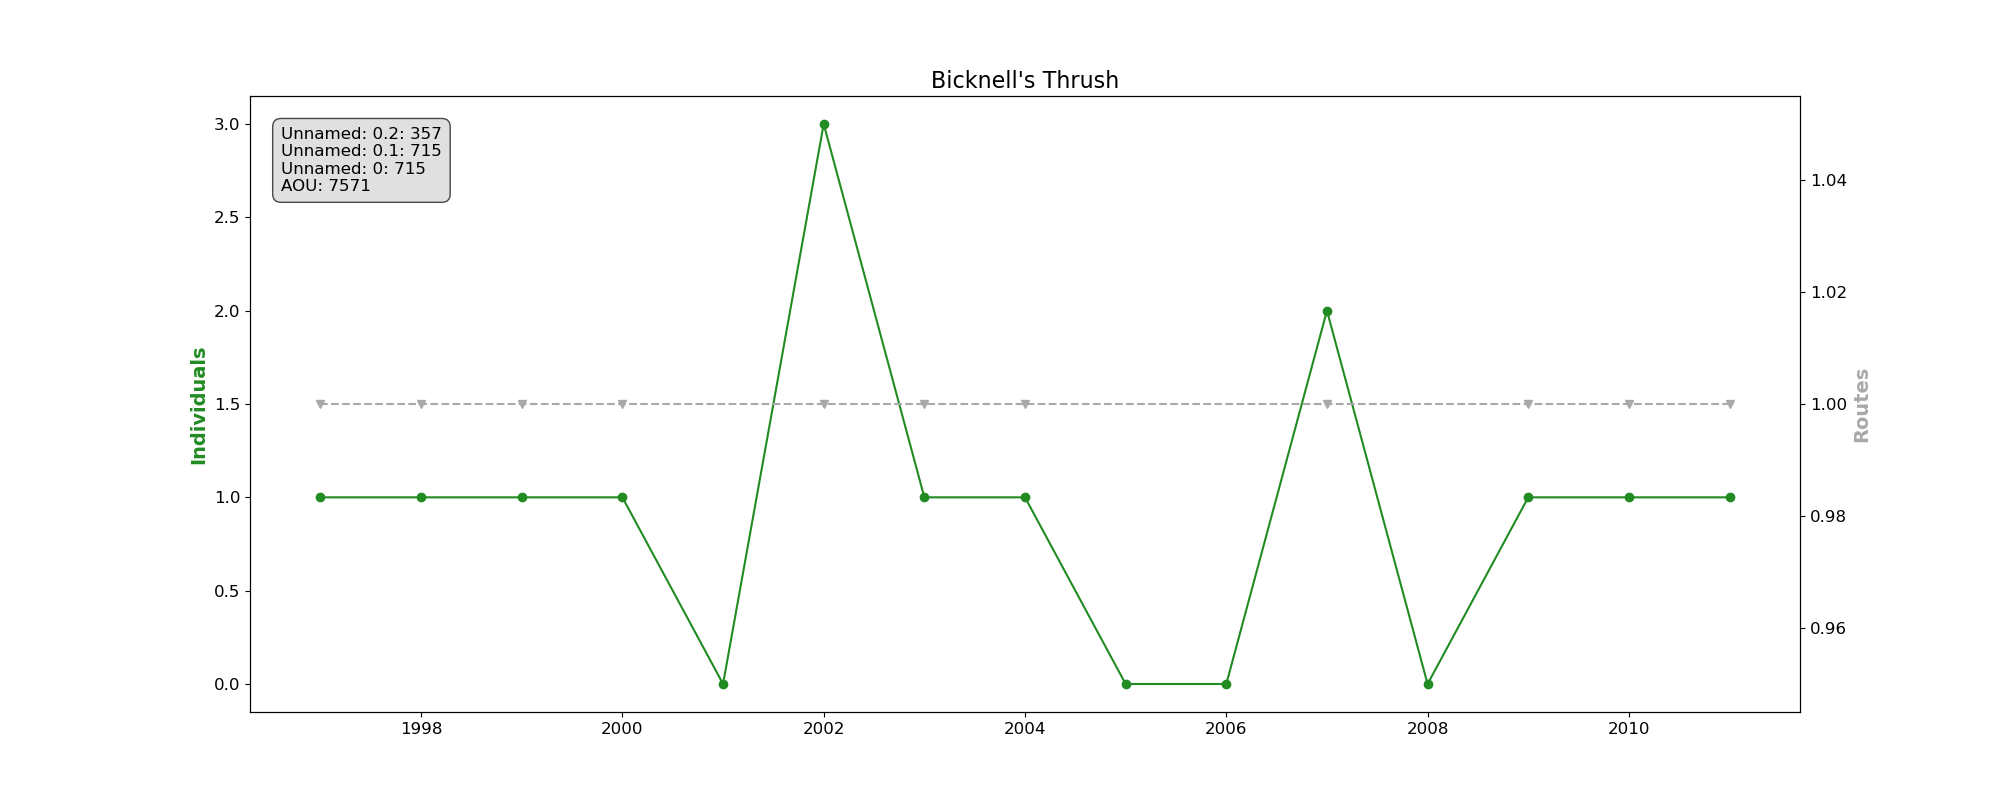 Bicknell's Thrush
Unnamed: 0.2: 357
Unnamed: 0.1: 715
Unnamed: 0: 715
AOU: 7571
3.0
2.5
2.0
1.5
1.0
0.5
0.0
Individuals
1.04
1.02
1.00
0.98
0.96
Routes
1998 2000 2002 2004 2006 2008 2010